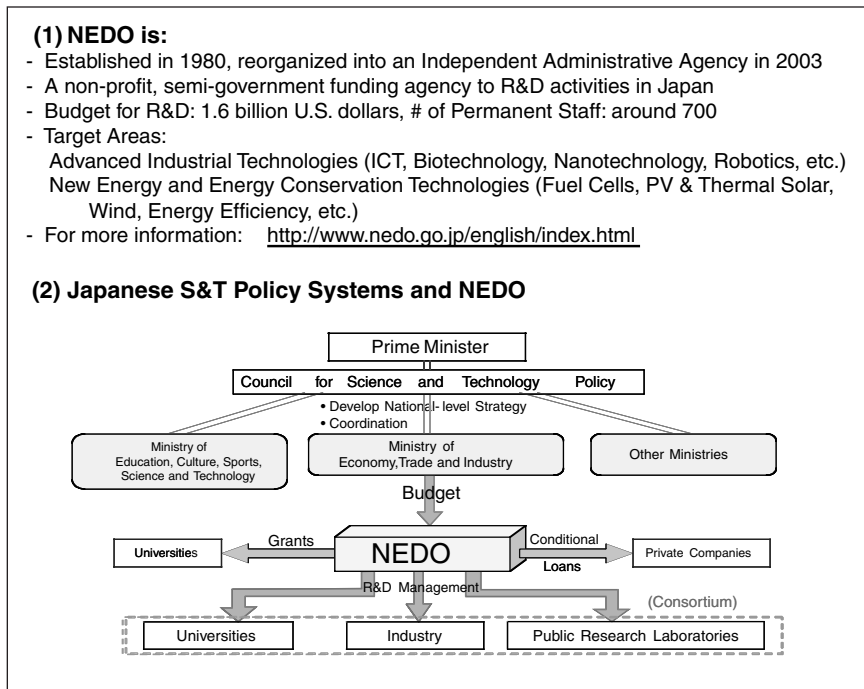 (1) NEDO is:
- Established in 1980, reorganized into an Independent Administrative Agency in 2003
- A non-profit, semi-government funding agency to R&D activities in Japan
- Budget for R&D: 1.6 billion U.S. dollars, # of Permanent Staff: around 700
- Target Areas:
Advanced Industrial Technologies (ICT, Biotechnology, Nanotechnology, Robotics, etc.)
New Energy and Energy Conservation Technologies (Fuel Cells, PV & Thermal Solar,
Wind, Energy Efficiency, etc.)
- For more information: http://www.nedo.go.jp/english/index.html
(2) Japanese S&T Policy Systems and NEDO
Prime Minister
Council for Science and Technology Policy
• Develop National-level Strategy
• Coordination
Ministry of
Education, Culture, Sports,
Science and Technology
Ministry of
Economy,Trade and Industry
Other Ministries
Budget
Universities
Grants
NEDO
Conditional
Loans
Private Companies
R&D Management
(Consortium)
Universities
Industry
Public Research Laboratories